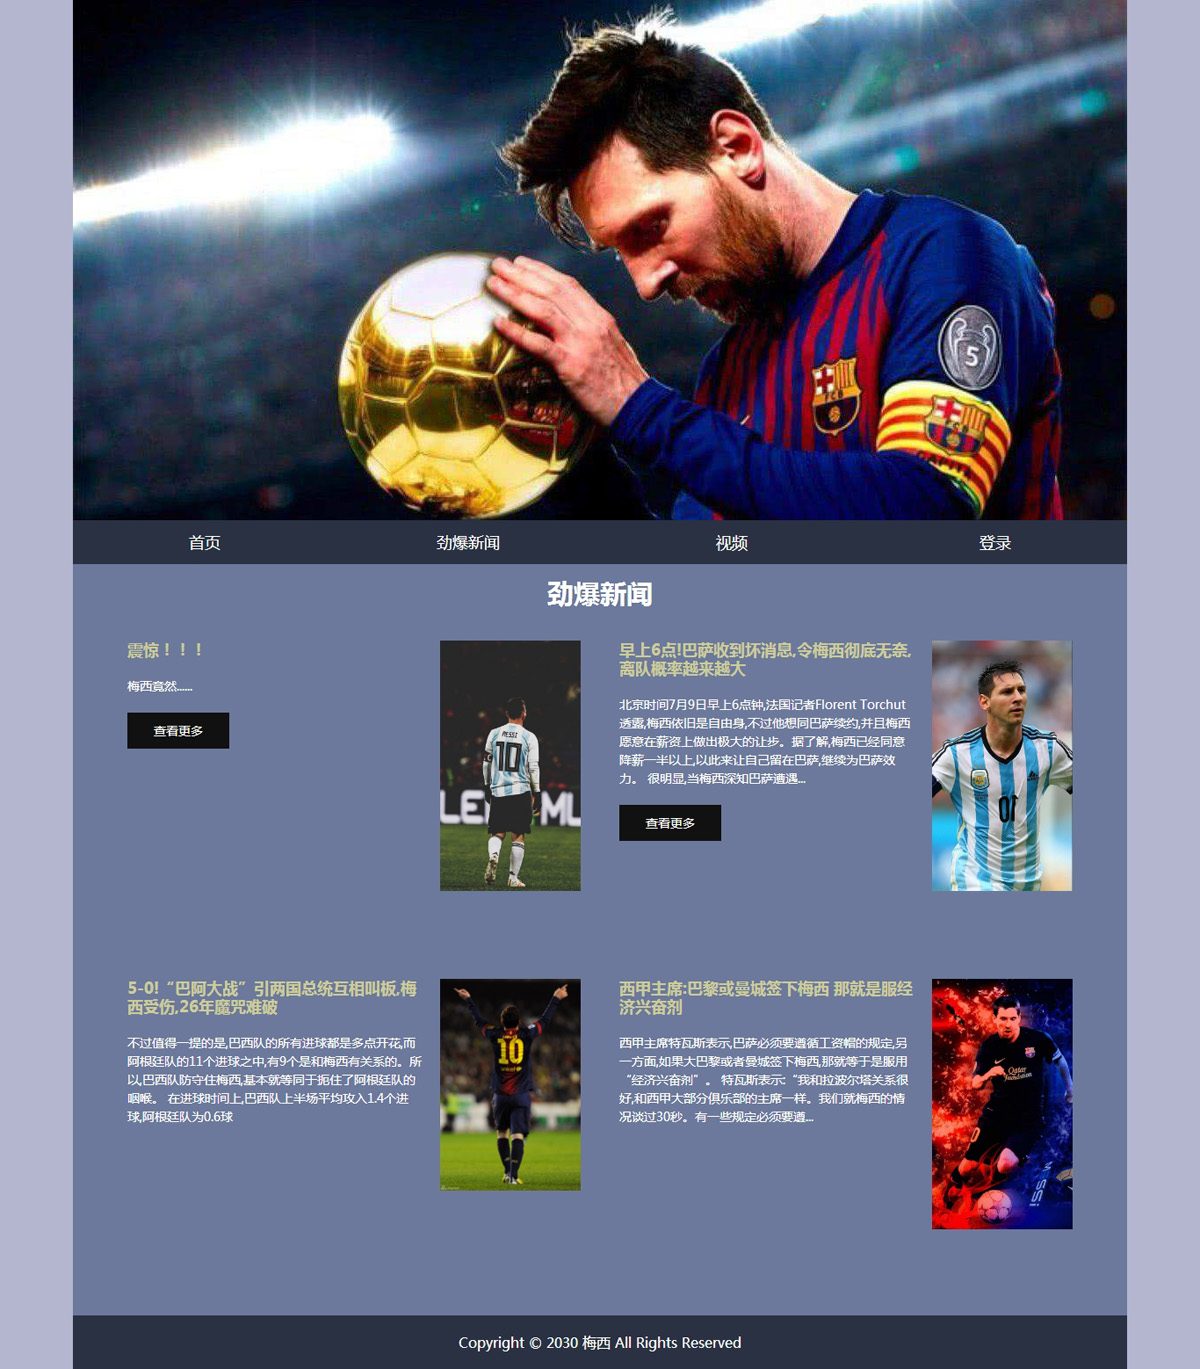 5
FCB
首页 劲爆新闻 视频 登录
劲爆新闻
震惊！！！
梅西竟然......
查看更多
MESSI
10
早上6点!巴萨收到坏消息,令梅西彻底无奈,
离队概率越来越大
北京时间7月9日早上6点钟,法国记者Florent Torchut
透露,梅西依旧是自由身,不过他想同巴萨续约,并且梅西
愿意在薪资上做出极大的让步。据了解,梅西已经同意
降薪一半以上,以此来让自己留在巴萨,继续为巴萨效
力。 很明显,当梅西深知巴萨遭遇...
查看更多
5-0!“巴阿大战”引两国总统互相叫板,梅
西受伤,26年魔咒难破
不过值得一提的是,巴西队的所有进球都是多点开花,而
阿根廷队的11个进球之中,有9个是和梅西有关系的。所
以,巴西队防守住梅西,基本就等同于扼住了阿根廷队的
咽喉。 在进球时间上,巴西队上半场平均攻入1.4个进
球,阿根廷队为0.6球
10
西甲主席:巴黎或曼城签下梅西 那就是服经
济兴奋剂
西甲主席特瓦斯表示,巴萨必须要遵循工资帽的规定,另
一方面,如果大巴黎或者曼城签下梅西,那就等于是服用
“经济兴奋剂”。 特瓦斯表示:“我和拉波尔塔关系很
好,和西甲大部分俱乐部的主席一样。我们就梅西的情
况谈过30秒。有一些规定必须要遵...
Qatar
Foundation
Copyright © 2030 梅西 All Rights Reserved